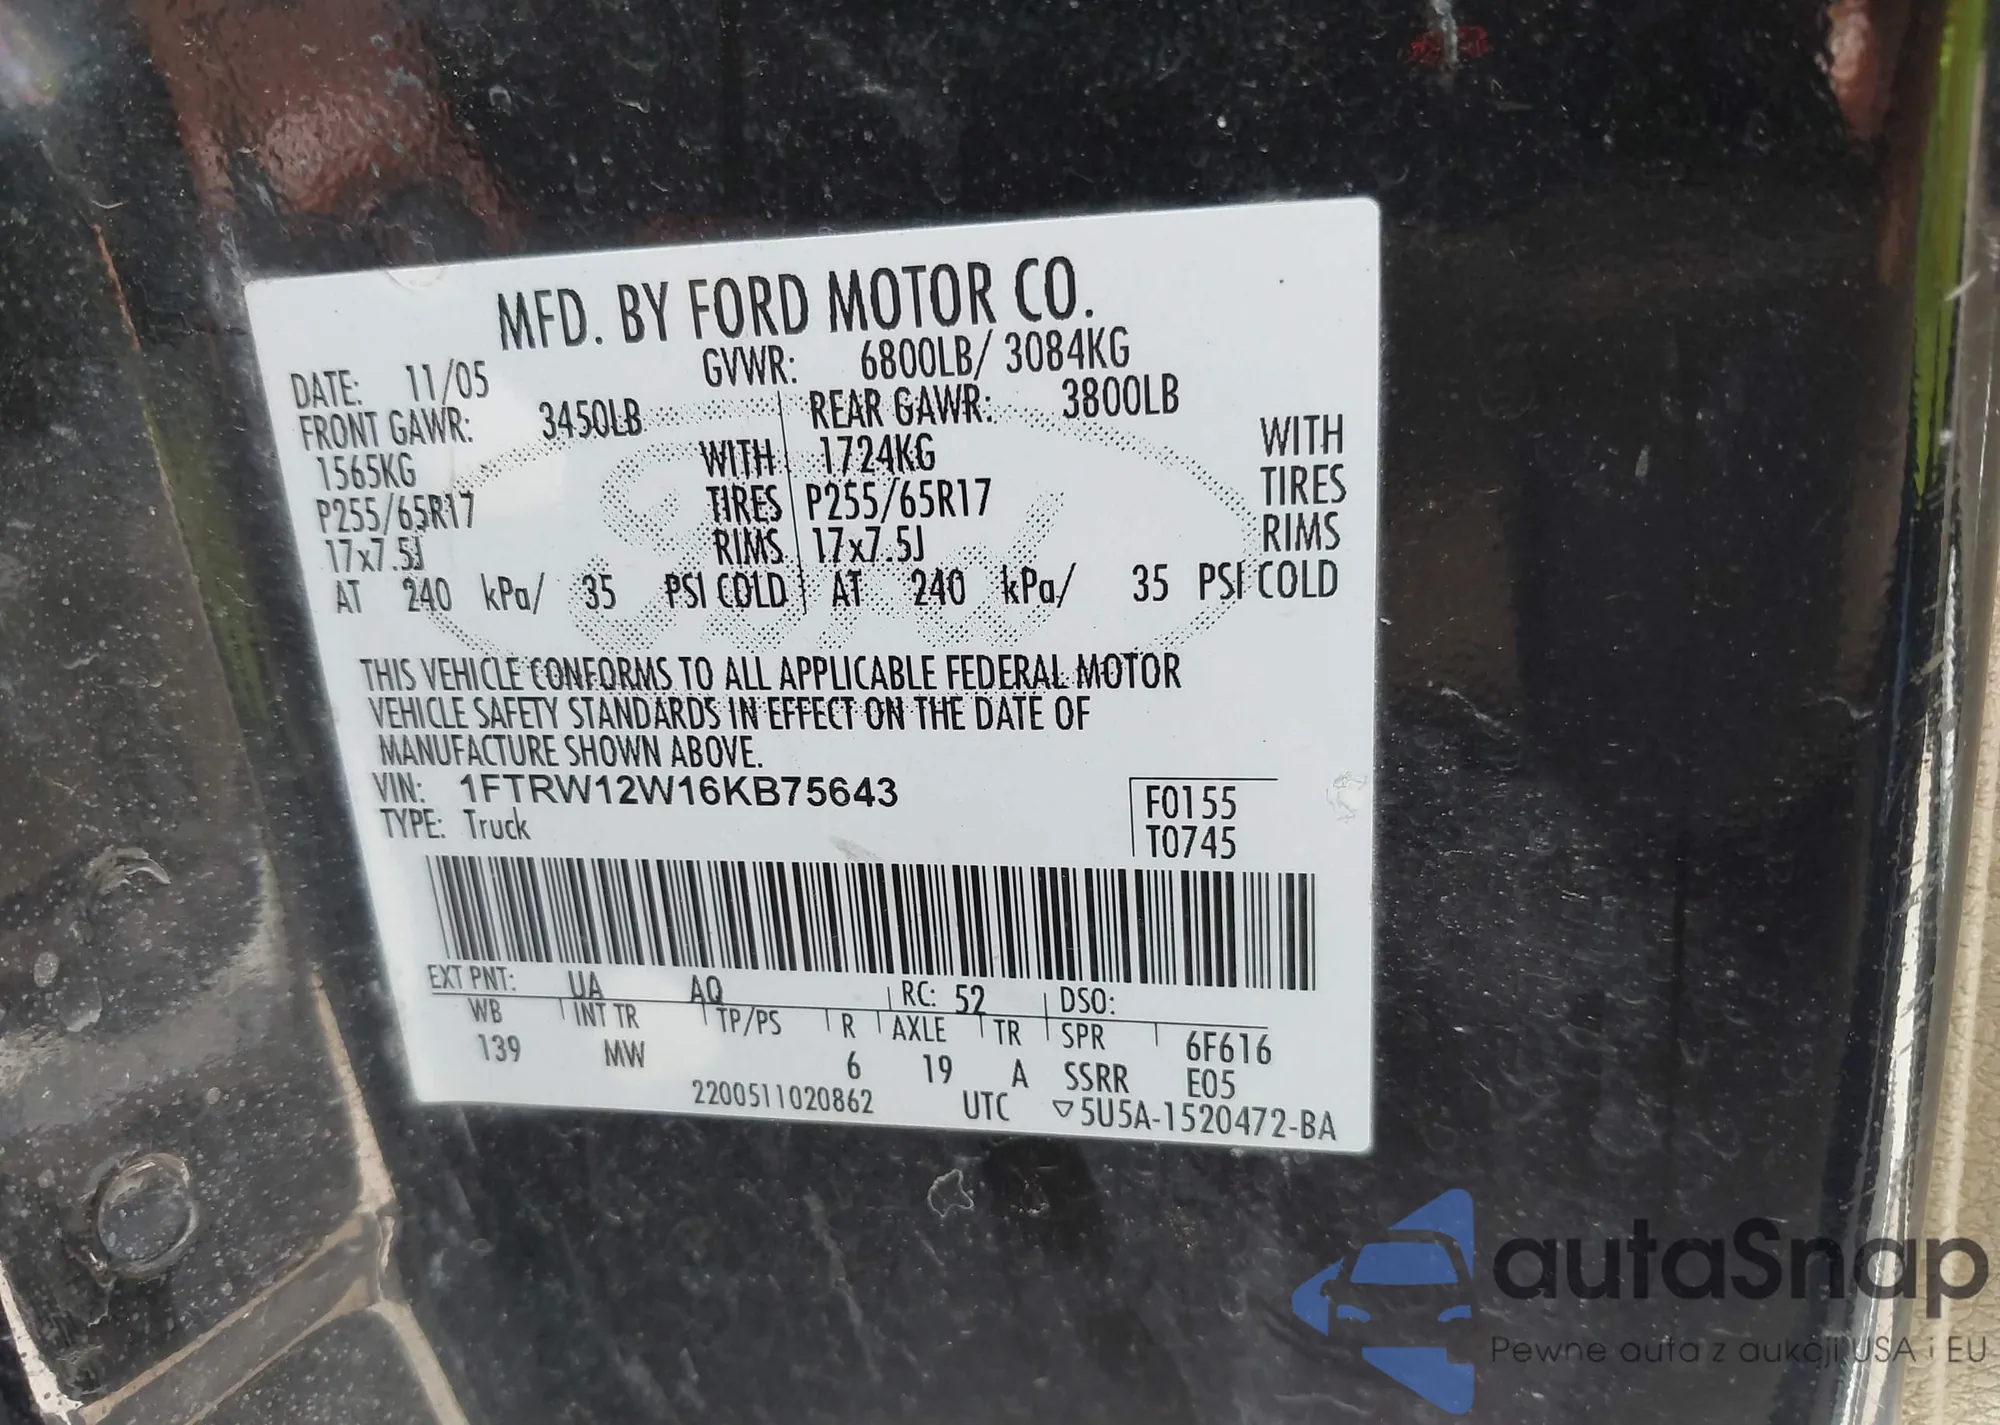 MFD. BY FORD MOTOR CO.
DATE: 11/05 GVWR: 6800LB/ 3084KG
FRONT GAWR: 3450LB REAR GAWR: 3800LB
1565KG WITH 1724KG WITH
P255/65R17 TIRES P255/65R17 TIRES
17x7.5J RIMS 17x7.5J RIMS
AT 240 kPa/ 35 PSI COLD AT 240 kPa/ 35 PSI COLD
THIS VEHICLE CONFORMS TO ALL APPLICABLE FEDERAL MOTOR
VEHICLE SAFETY STANDARDS IN EFFECT ON THE DATE OF
MANUFACTURE SHOWN ABOVE.
VIN: 1FTRW12W16KB75643
TYPE: Truck
F0155
T0745
EXT PNT: UA AQ RC: 52 DSO:
WB INT TR TP/PS R AXLE TR SPR 6F616
139 MW 6 19 A SSRR E05
2200511020862 UTC ▽5U5A-1520472-BA
Ford
autaSnap
Pewne auta z aukcji USA i EU